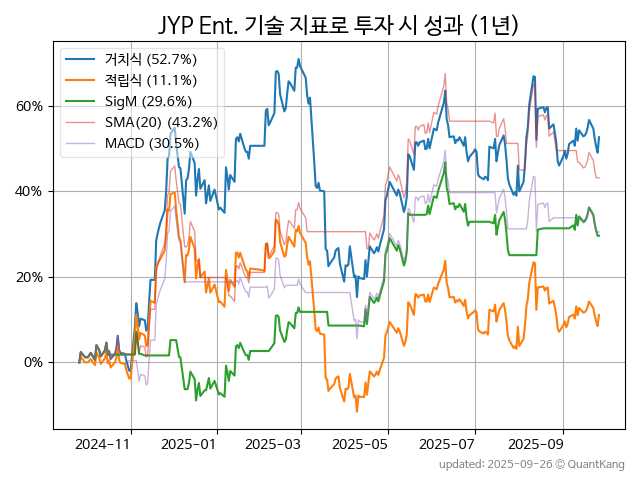 JYP Ent. 기술 지표로 투자 시 성과 (1년)
거치식 (52.7%)
적립식 (11.1%)
SigM (29.6%)
SMA(20) (43.2%)
MACD (30.5%)
60%
40%
20%
0%
2024-11 2025-01 2025-03 2025-05 2025-07 2025-09
updated: 2025-09-26 © QuantKang